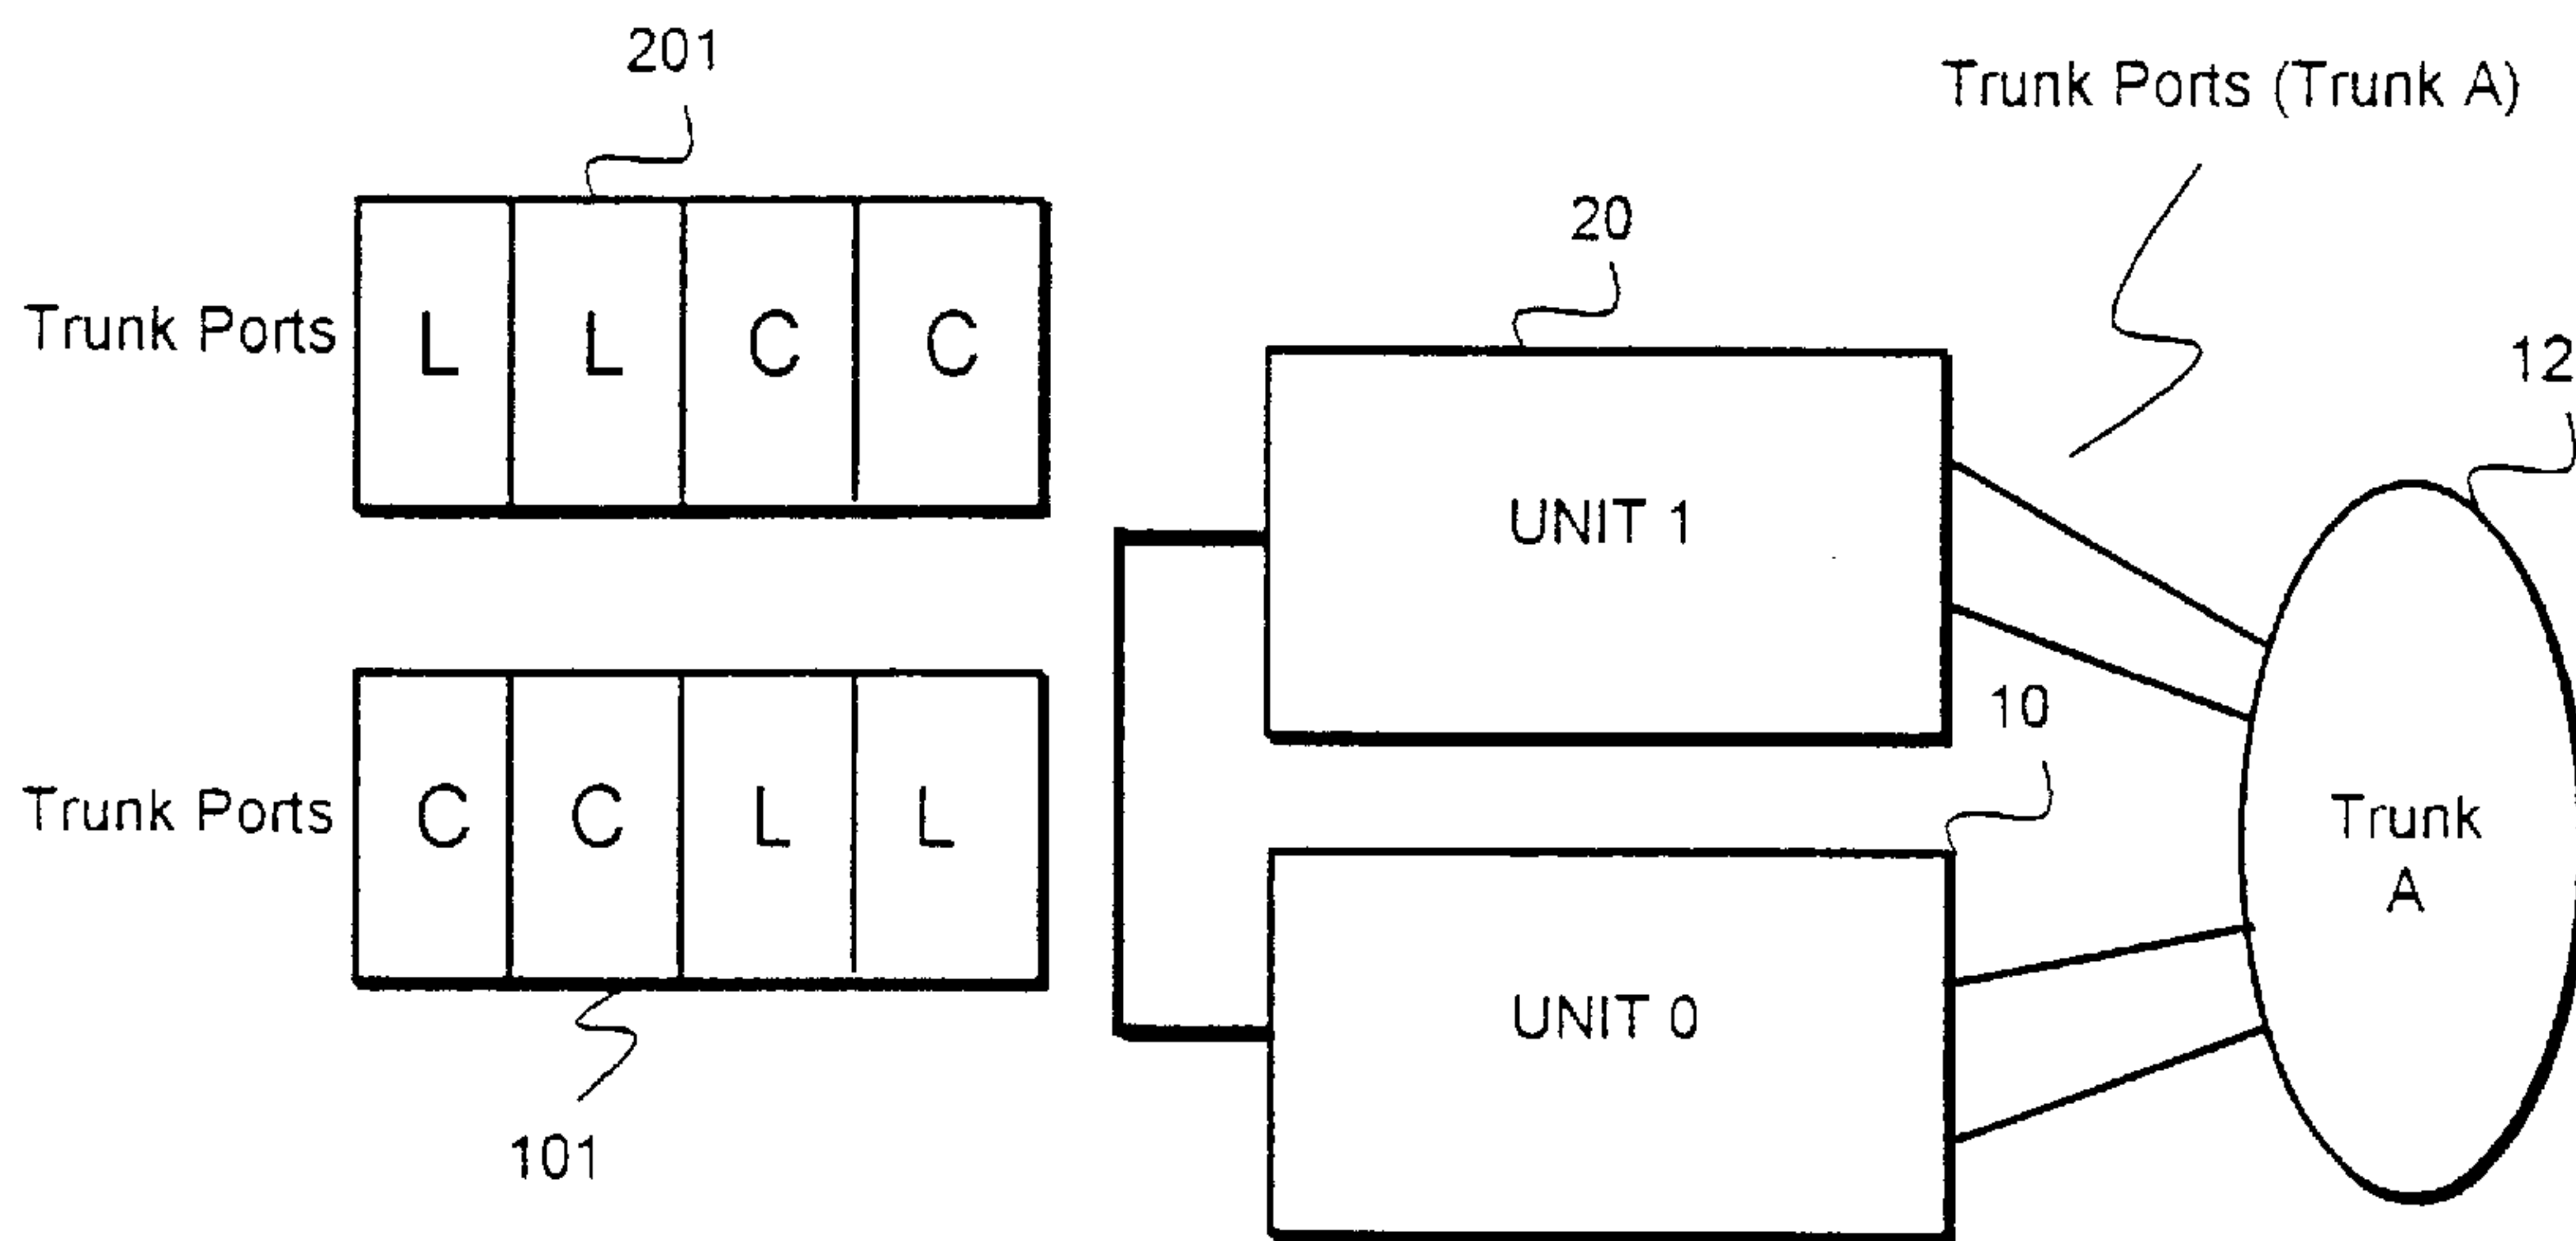 201
Trunk Ports (Trunk A)
20
Trunk Ports L L C C
12
UNIT 1
10
Trunk Ports C C L L
Trunk
A
UNIT 0
101